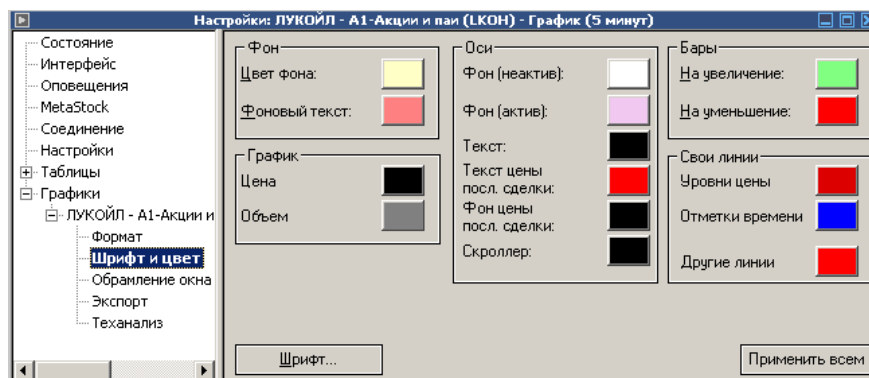 Настройки: ЛУКОЙЛ - А1-Акции и паи (LKOH) - График (5 минут)
Состояние
Интерфейс
Оповещения
MetaStock
Соединение
Настройки
Таблицы
Графики
ЛУКОЙЛ - А1-Акции и
Формат
Шрифт и цвет
Обрамление окна
Экспорт
Теханализ
Фон
Цвет фона:
Фоновый текст:
График
Цена
Объем
Оси
Фон (неактив):
Фон (актив):
Текст:
Текст цены
посл. сделки:
Фон цены
посл. сделки:
Скроллер:
Бары
На увеличение:
На уменьшение:
Свои линии
Уровни цены
Отметки времени
Другие линии
Шрифт...
Применить всем